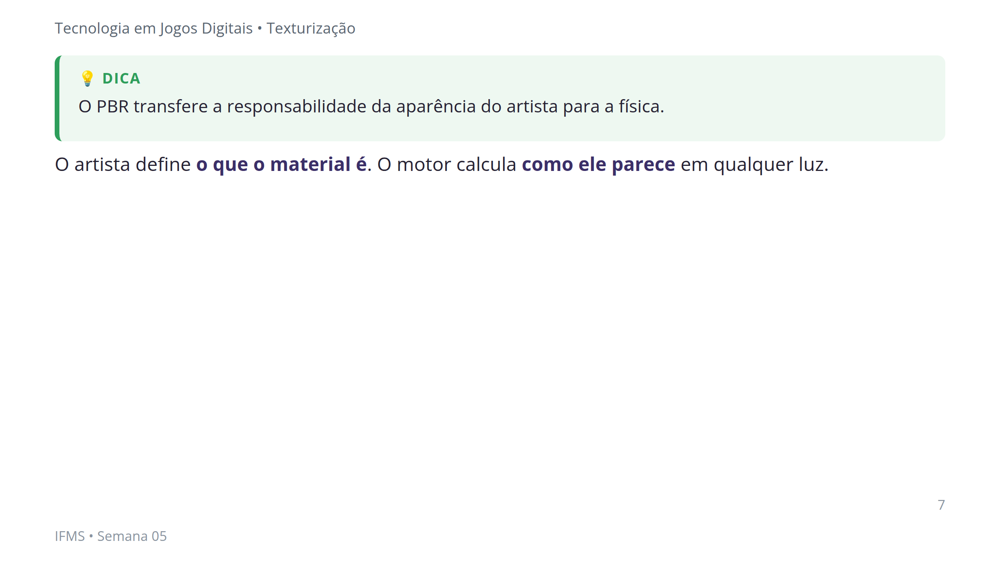 Tecnologia em Jogos Digitais • Texturização
💡 DICA
O PBR transfere a responsabilidade da aparência do artista para a física.
O artista define o que o material é. O motor calcula como ele parece em qualquer luz.
7
IFMS • Semana 05